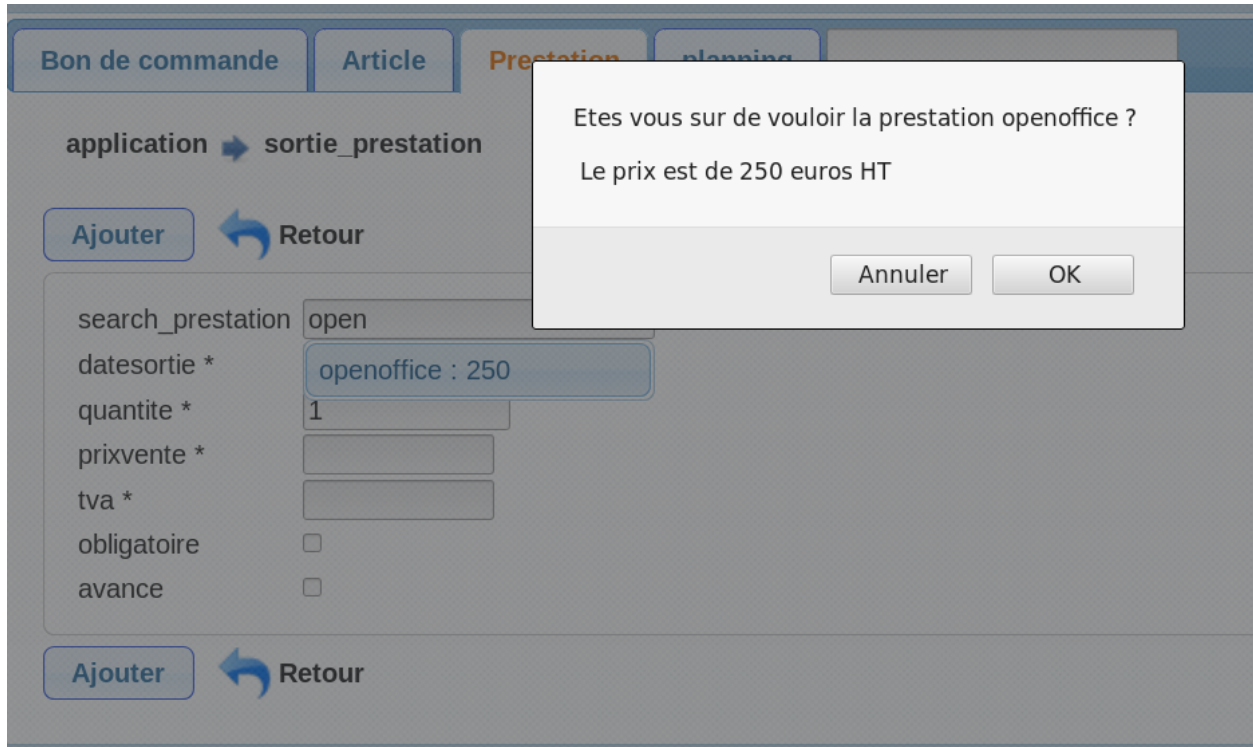 Bon de commande Article Prestation planning
Etes vous sur de vouloir la prestation openoffice ?
Le prix est de 250 euros HT
Annuler OK
application sortie_prestation
Ajouter Retour
search_prestation open
openoffice : 250
datesortie *
quantite * 1
prixvente *
tva *
obligatoire
avance
Ajouter Retour